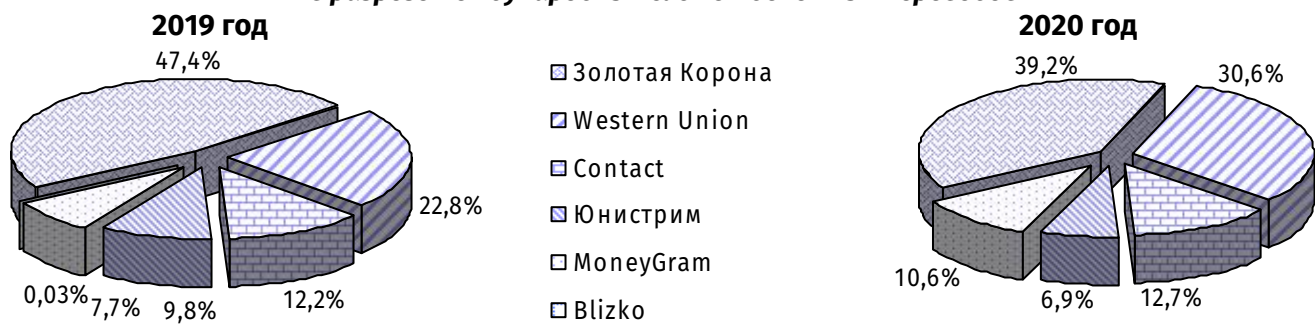 2019 год
47,4%
22,8%
12,2%
9,8%
7,7%
0,03%
Золотая Корона
Western Union
Contact
Юнистрим
MoneyGram
Blizko
2020 год
39,2%
30,6%
12,7%
6,9%
10,6%